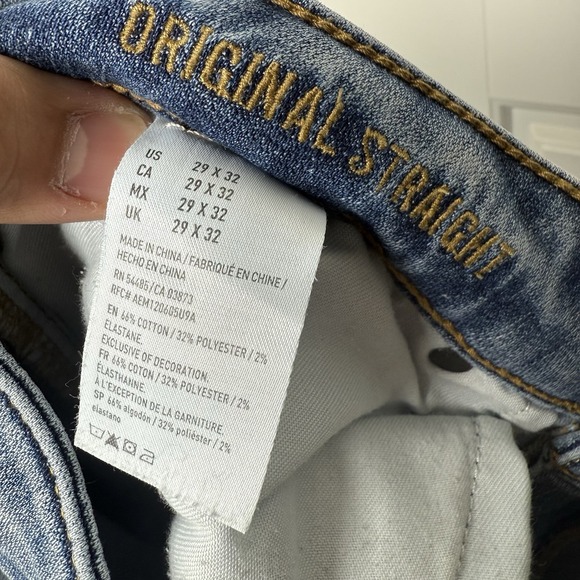 ORIGINAL STRAIGHT
US 29 X 32
CA 29 X 32
MX 29 X 32
UK 29 X 32
MADE IN CHINA / FABRIQUÉ EN CHINE /
HECHO EN CHINA
RN 54485/CA 03873
RFC# AEM120605U9A
EN 66% COTTON/ 32% POLYESTER / 2%
ELASTANE.
EXCLUSIVE OF DECORATION.
FR 66% COTON / 32% POLYESTER / 2%
ÉLASTHANNE.
À L'EXCEPTION DE LA GARNITURE.
SP 66% algodón/ 32% poliéster / 2%
elastano